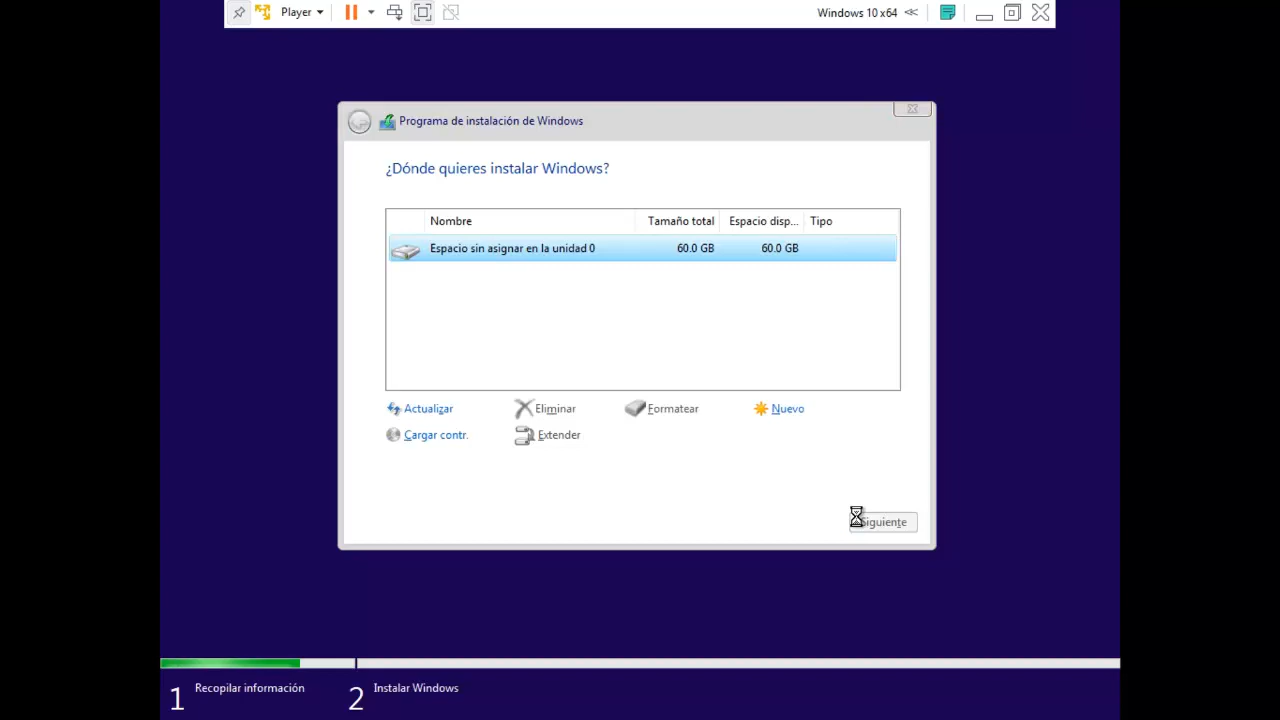 Player
Windows 10 x64
Programa de instalación de Windows
¿Dónde quieres instalar Windows?
Nombre Tamaño total Espacio disp... Tipo
Espacio sin asignar en la unidad 0 60.0 GB 60.0 GB
Actualizar Eliminar Formatear Nuevo
Cargar contr. Extender
Siguiente
1 Recopilar información 2 Instalar Windows